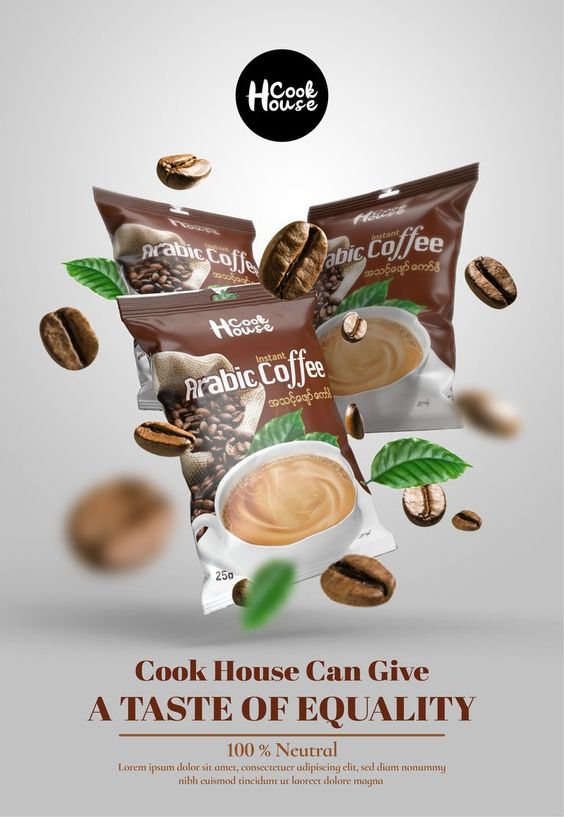 Cook
House
Arabic Coffee
Instant
Arabic Coffee
အသင့်ဖျော် ကော်ဖီ
Cook
House
Cook
House
Instant
Arabic Coffee
အသင့်ဖျော် ကော်ဖီ
25g
Cook House Can Give
A TASTE OF EQUALITY
100 % Neutral
Lorem ipsum dolor sit amet, consectetuer adipiscing elit, sed diam nonummy
nibh euismod tincidunt ut laoreet dolore magna